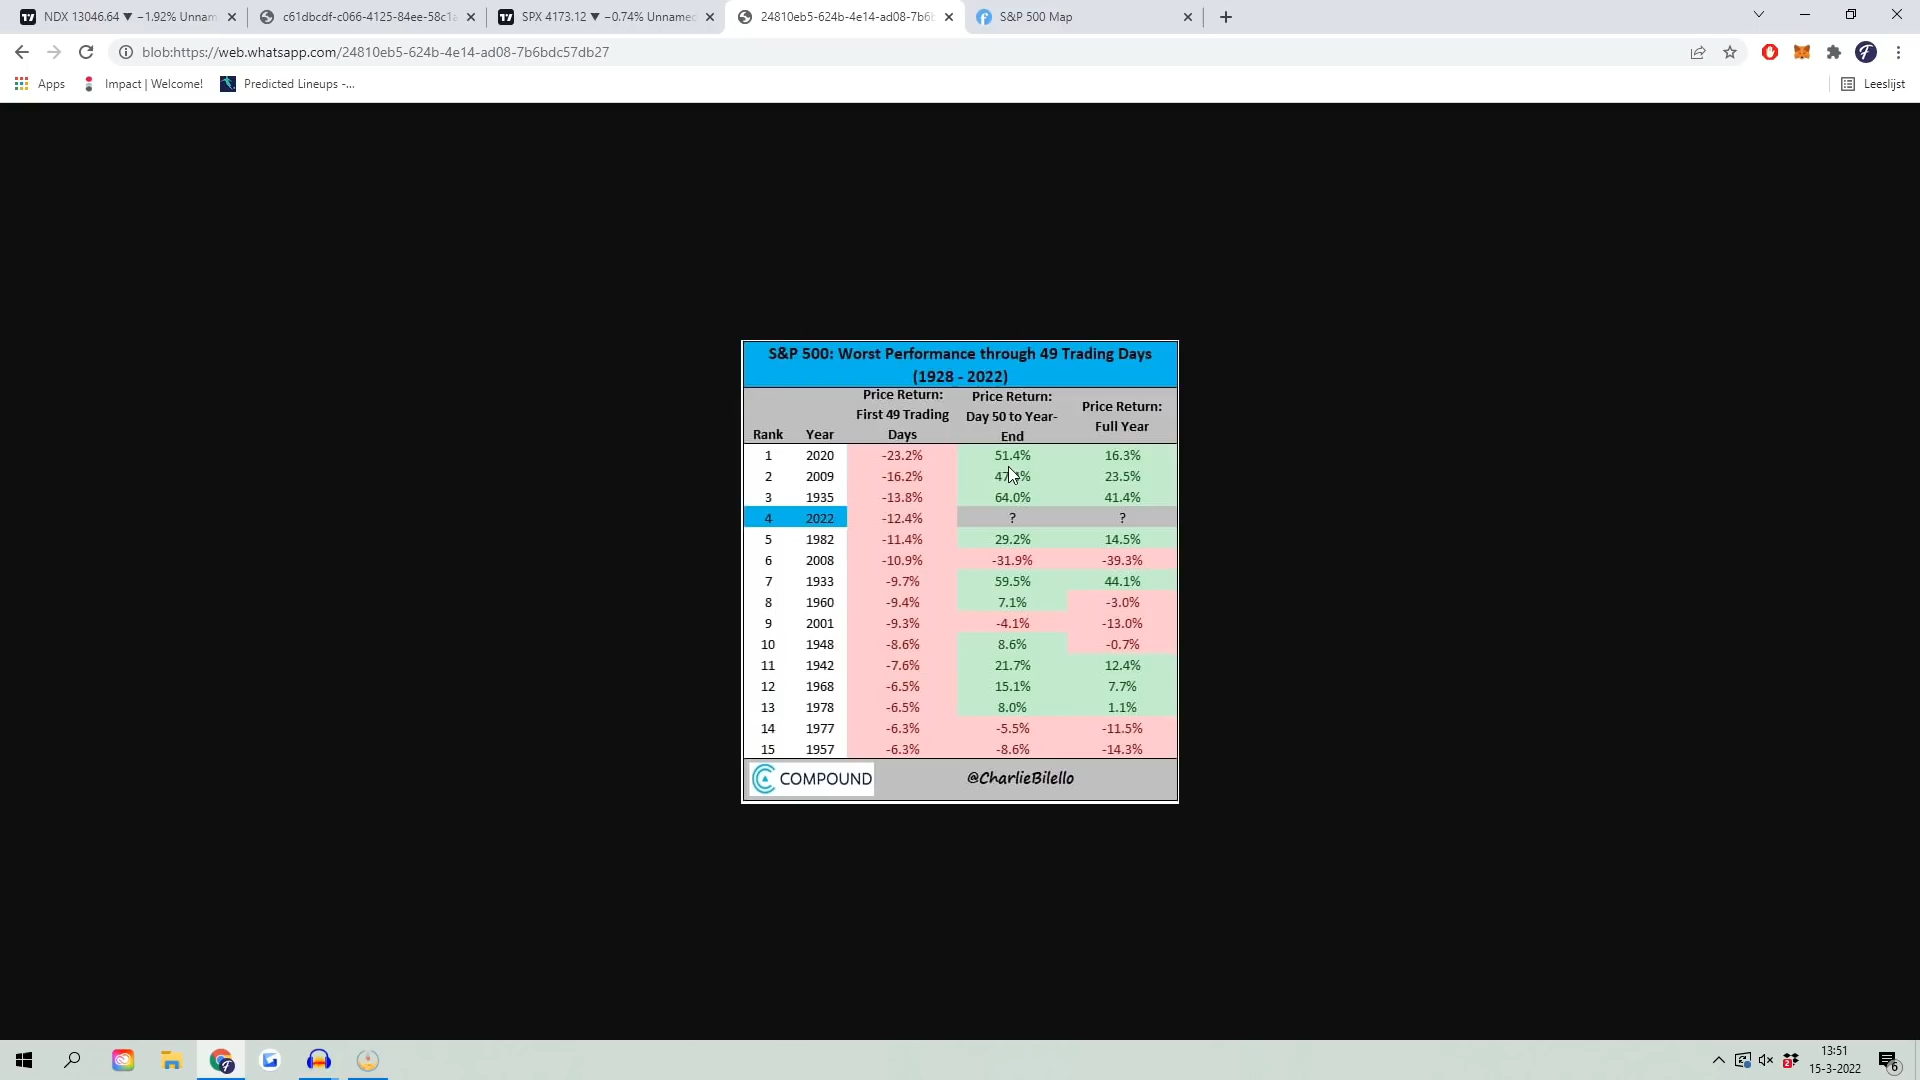 NDX 13046.64 ▼ −1.92% Unnam
c61dbcdf-c066-4125-84ee-58c1a
SPX 4173.12 ▼ −0.74% Unnamed
24810eb5-624b-4e14-ad08-7b6b
S&P 500 Map
blob:https://web.whatsapp.com/24810eb5-624b-4e14-ad08-7b6bdc57db27
Apps
Impact | Welcome!
Predicted Lineups -...
Leeslijst
S&P 500: Worst Performance through 49 Trading Days
(1928 - 2022)
Rank Year Price Return: First 49 Trading Days Price Return: Day 50 to Year-End Price Return: Full Year
1 2020 -23.2% 51.4% 16.3%
2 2009 -16.2% 23.5%
3 1935 -13.8% 64.0% 41.4%
4 2022 -12.4% ? ?
5 1982 -11.4% 29.2% 14.5%
6 2008 -10.9% -31.9% -39.3%
7 1933 -9.7% 59.5% 44.1%
8 1960 -9.4% 7.1% -3.0%
9 2001 -9.3% -4.1% -13.0%
10 1948 -8.6% 8.6% -0.7%
11 1942 -7.6% 21.7% 12.4%
12 1968 -6.5% 15.1% 7.7%
13 1978 -6.5% 8.0% 1.1%
14 1977 -6.3% -5.5% -11.5%
15 1957 -6.3% -8.6% -14.3%
COMPOUND
@CharlieBilello
13:51
15-3-2022
2
6